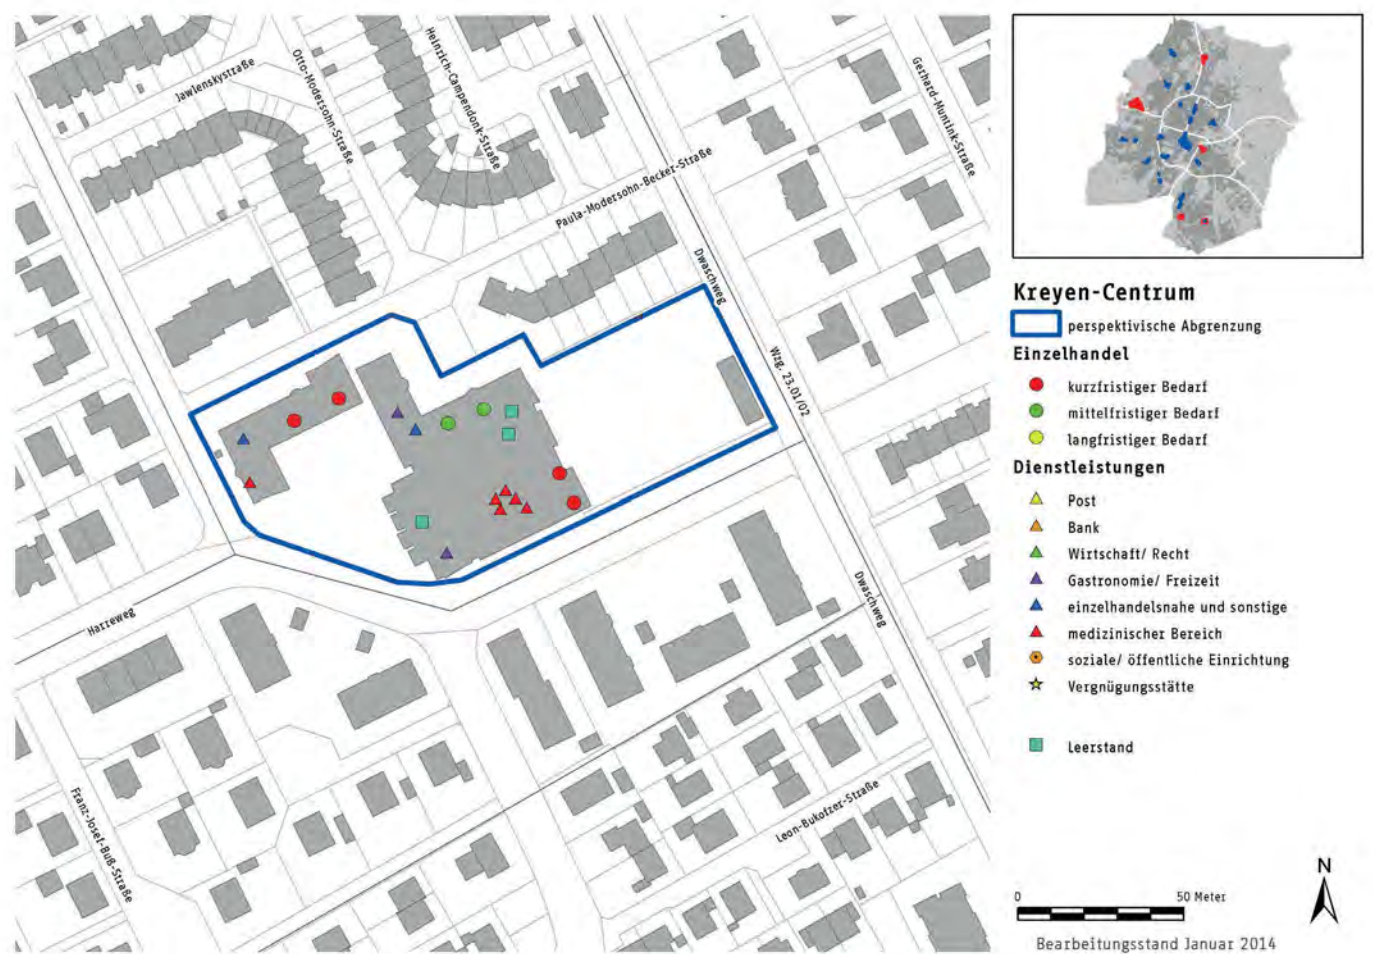 Jawlenskystraße
Otto-Modersohn-Straße
Heinrich-Campendonk-Straße
Gerhard-Muntink-Straße
Paula-Modersohn-Becker-Straße
Dwaschweg
Wzg. 23.01/02
Harreweg
Dwaschweg
Franz-Josef-Buß-Straße
Leon-Bukofzer-Straße
Kreyen-Centrum
perspektivische Abgrenzung
Einzelhandel
kurzfristiger Bedarf
mittelfristiger Bedarf
langfristiger Bedarf
Dienstleistungen
Post
Bank
Wirtschaft/ Recht
Gastronomie/ Freizeit
einzelhandelsnahe und sonstige
medizinischer Bereich
soziale/ öffentliche Einrichtung
Vergnügungsstätte
Leerstand
N
0 50 Meter
Bearbeitungsstand Januar 2014